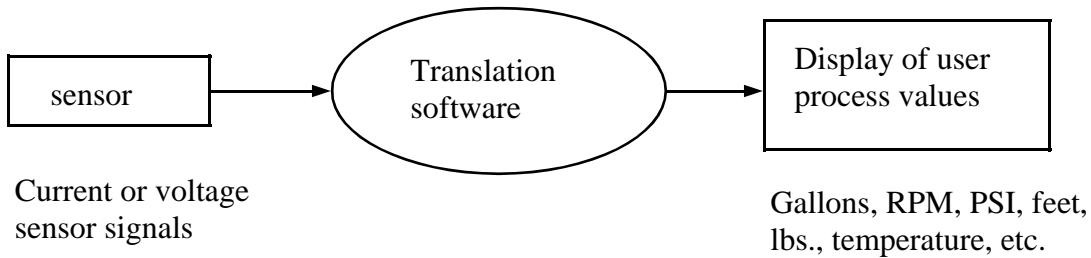 sensor
Current or voltage
sensor signals
Translation
software
Display of user
process values
Gallons, RPM, PSI, feet,
lbs., temperature, etc.